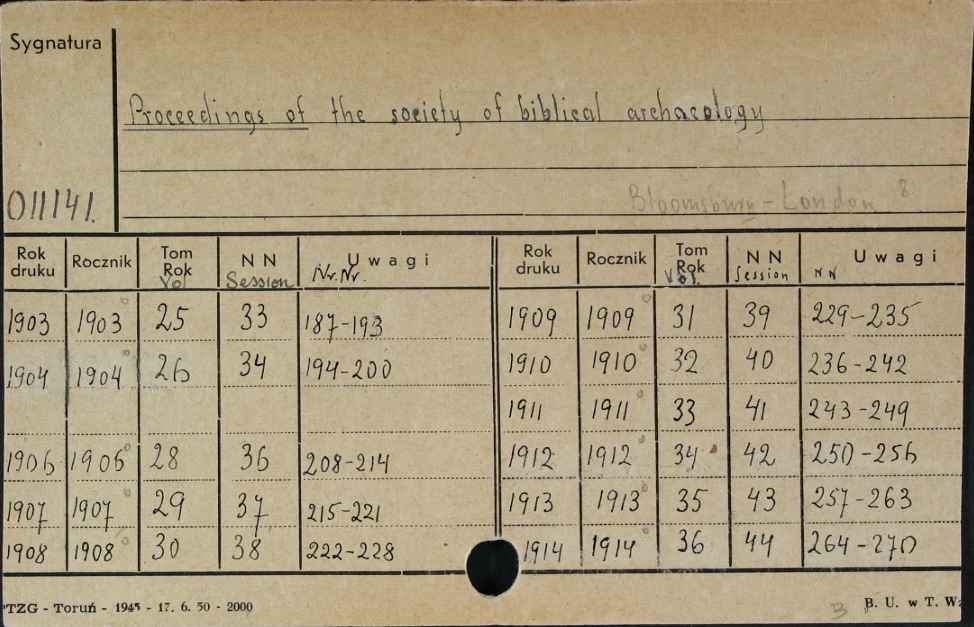 Sygnatura
Proceedings of the society of biblical archaeology
011141.
Bloomsbury - London 8
Rok druku Rocznik Tom Rok Vol N N Session Uwagi Nr. Nr.
1903 1903 25 33 187-193
1904 1904 26 34 194-200
1906 1906 28 36 208-214
1907 1907 29 37 215-221
1908 1908 30 38 222-228
Rok druku Rocznik Tom Rok Vol. N N Session Uwagi N N
1909 1909 31 39 229-235
1910 1910 32 40 236-242
1911 1911 33 41 243-249
1912 1912 34 42 250-256
1913 1913 35 43 257-263
1914 1914 36 44 264-270
TZG - Toruń - 1945 - 17. 6. 50 - 2000
B. U. w T.